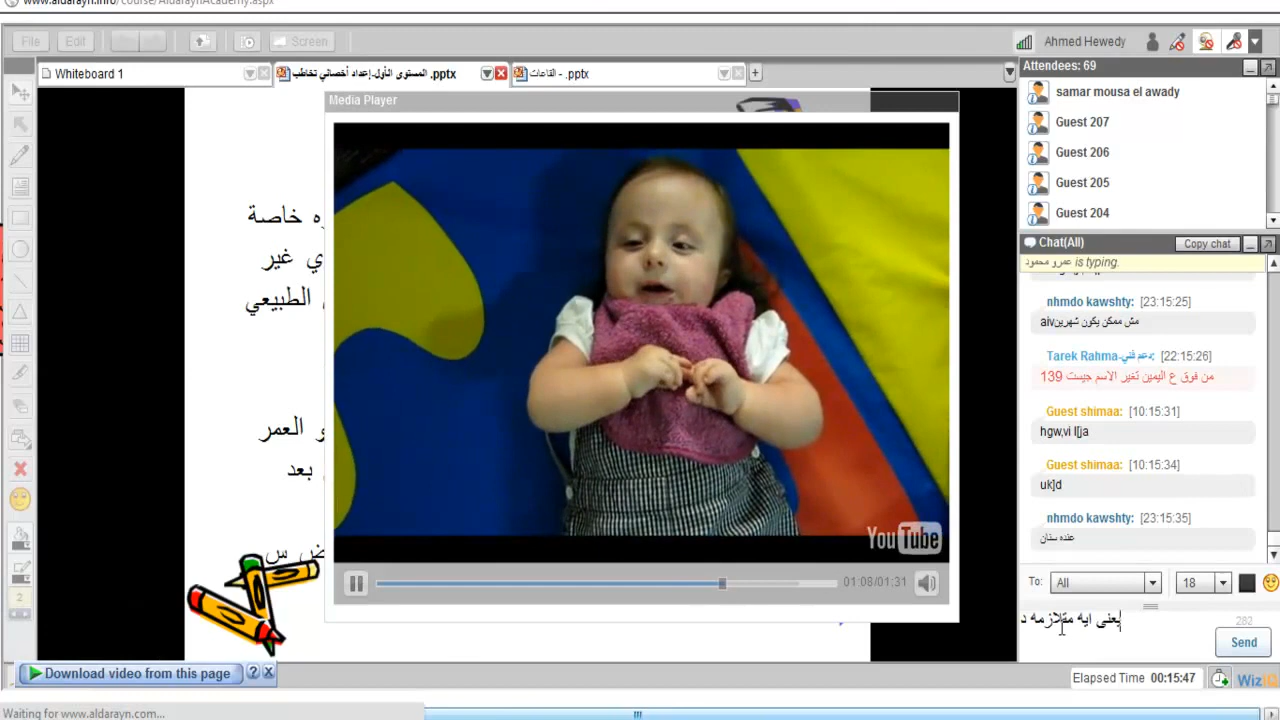 www.aldarayn.info/course/AldaraynAcademy.aspx
File
Edit
Screen
Ahmed Hewedy
Whiteboard 1
المستوى الأول.إعداد أخصائي تخاطب .pptx
القاعات - .pptx
Attendees: 69
samar mousa el awady
Guest 207
Guest 206
Guest 205
Guest 204
Media Player
ره خاصة
ي غير
الطبيعي
و العمر
بعد
ض س
YouTube
01:08/01:31
Chat(All)
Copy chat
عمرو محمود is typing.
nhmdo kawshty: [23:15:25]
مش ممكن يكون شهرينaiv
Tarek Rahma-دعم فني: [22:15:26]
من فوق ع اليمين تغير الاسم جيست 139
Guest shimaa: [10:15:31]
hgw,vi l[ja
Guest shimaa: [10:15:34]
uk]d
nhmdo kawshty: [23:15:35]
عنده سنان
To: All
18
يعنى ايه متلازمه د
282
Send
2
Download video from this page
Elapsed Time 00:15:47
WizIQ
Waiting for www.aldarayn.com...